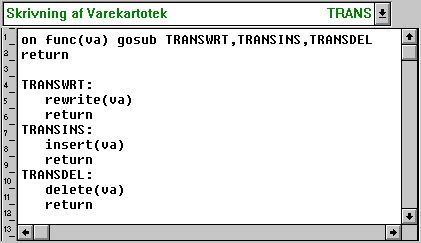 Skrivning af Varekartotek TRANS
1 on func(va) gosub TRANSWRT,TRANSINS,TRANSDEL
2 return
3
4 TRANSWRT:
5 rewrite(va)
6 return
7 TRANSINS:
8 insert(va)
9 return
10 TRANSDEL:
11 delete(va)
12 return
13